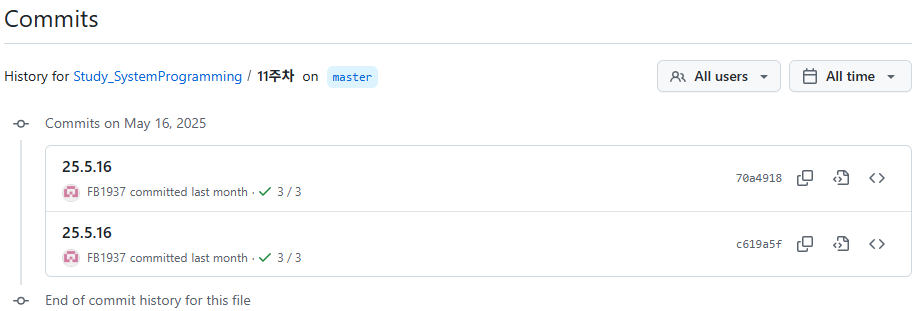 Commits
History for Study_SystemProgramming / 11주차 on master
All users
All time
Commits on May 16, 2025
25.5.16
FB1937 committed last month · ✓ 3 / 3
70a4918
25.5.16
FB1937 committed last month · ✓ 3 / 3
c619a5f
End of commit history for this file